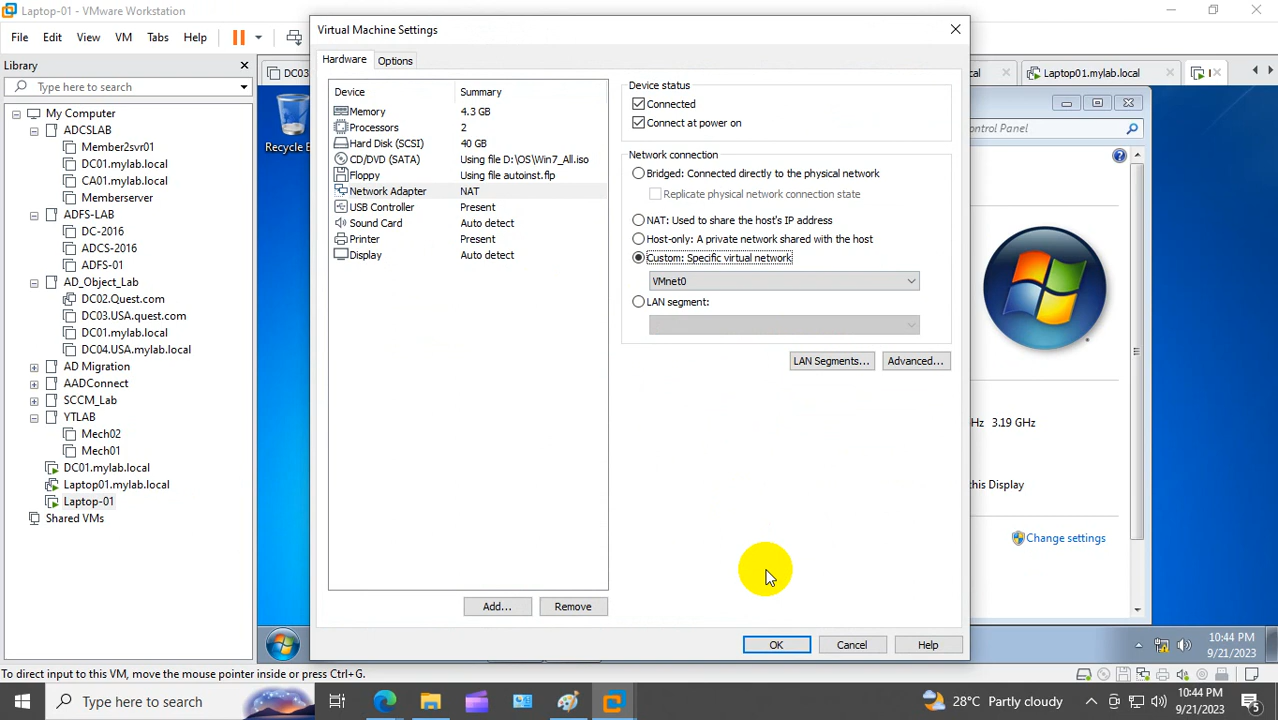 Laptop-01 - VMware Workstation
File Edit View VM Tabs Help
Library
Type here to search
My Computer
ADCSLAB
Member2svr01
DC01.mylab.local
CA01.mylab.local
Memberserver
ADFS-LAB
DC-2016
ADCS-2016
ADFS-01
AD_Object_Lab
DC02.Quest.com
DC03.USA.quest.com
DC01.mylab.local
DC04.USA.mylab.local
AD Migration
AADConnect
SCCM_Lab
YTLAB
Mech02
Mech01
DC01.mylab.local
Laptop01.mylab.local
Laptop-01
Shared VMs
DC03
Recycle B
Virtual Machine Settings
Hardware Options
Device Summary
Memory 4.3 GB
Processors 2
Hard Disk (SCSI) 40 GB
CD/DVD (SATA) Using file D:\OS\Win7_All.iso
Floppy Using file autoinst.flp
Network Adapter NAT
USB Controller Present
Sound Card Auto detect
Printer Present
Display Auto detect
Add... Remove
Device status
Connected
Connect at power on
Network connection
Bridged: Connected directly to the physical network
Replicate physical network connection state
NAT: Used to share the host's IP address
Host-only: A private network shared with the host
Custom: Specific virtual network
VMnet0
LAN segment:
LAN Segments... Advanced...
OK Cancel Help
cal Laptop01.mylab.local
ontrol Panel
Hz 3.19 GHz
this Display
Change settings
10:44 PM
9/21/2023
To direct input to this VM, move the mouse pointer inside or press Ctrl+G.
Type here to search
28°C Partly cloudy
10:44 PM
9/21/2023
5